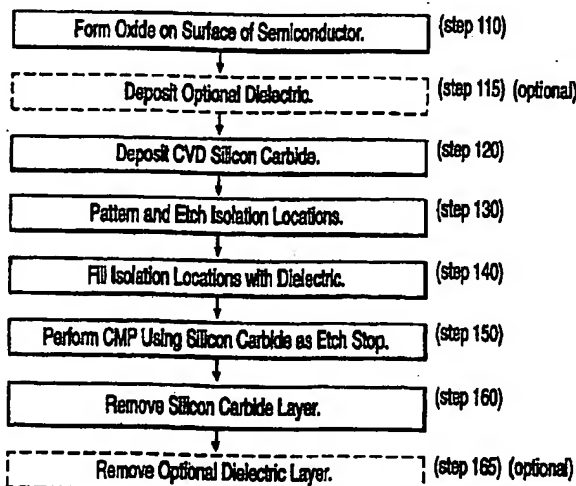 Form Oxide on Surface of Semiconductor. (step 110)
Deposit Optional Dielectric. (step 115) (optional)
Deposit CVD Silicon Carbide. (step 120)
Pattern and Etch Isolation Locations. (step 130)
Fill Isolation Locations with Dielectric. (step 140)
Perform CMP Using Silicon Carbide as Etch Stop. (step 150)
Remove Silicon Carbide Layer. (step 160)
Remove Optional Dielectric Layer. (step 165) (optional)